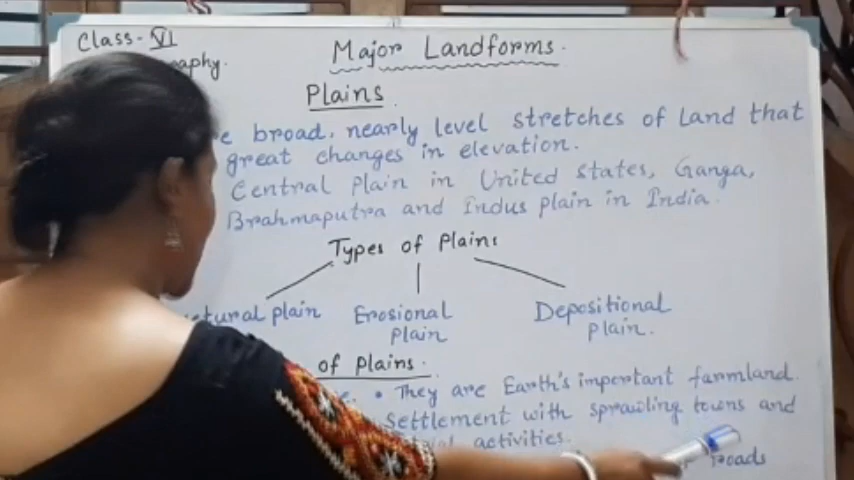 Class-VI
Major Landforms.
aphy.
Plains
e broad, nearly level stretches of Land that
great changes in elevation.
Central Plain in United States, Ganga,
Brahmaputra and Indus plain in India.
Types of Plains
tural plain Erosional Depositional
Plain plain.
of Plains.
e. • They are Earth's important farmland.
Settlement with sprawling towns and
activities.
Roads